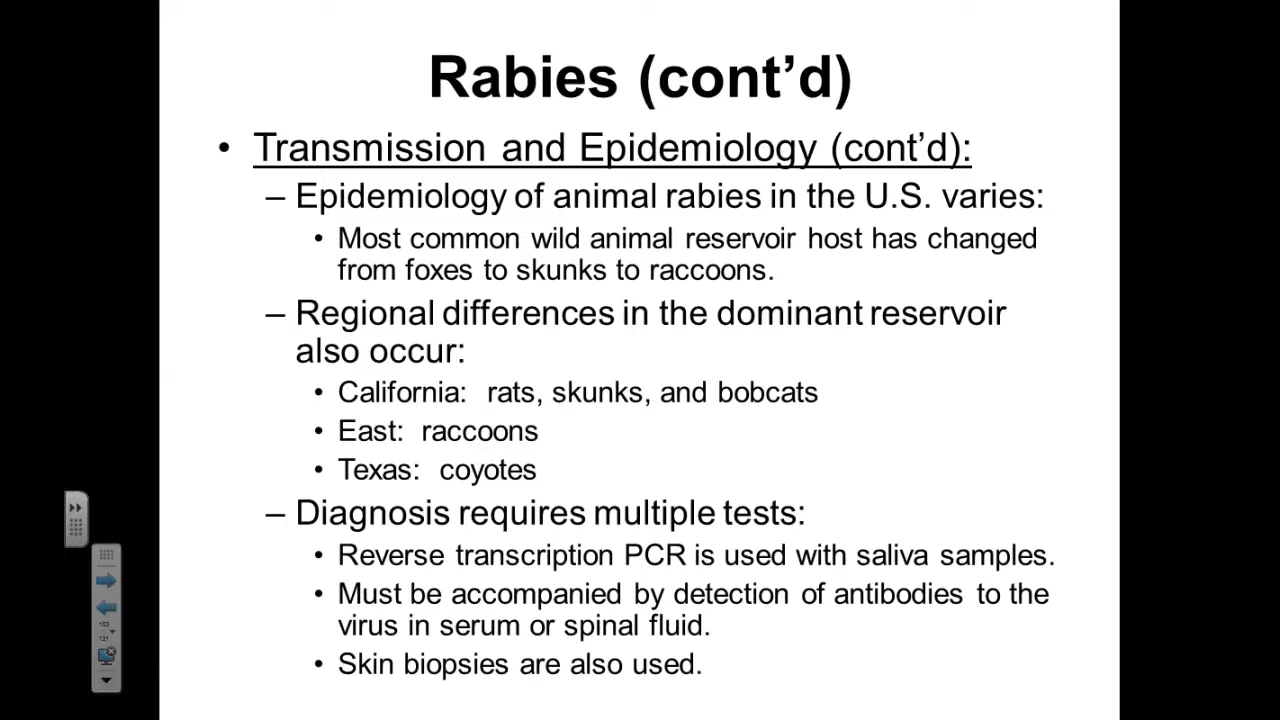 Rabies (cont’d)
• Transmission and Epidemiology (cont’d):
– Epidemiology of animal rabies in the U.S. varies:
• Most common wild animal reservoir host has changed
from foxes to skunks to raccoons.
– Regional differences in the dominant reservoir
also occur:
• California: rats, skunks, and bobcats
• East: raccoons
• Texas: coyotes
– Diagnosis requires multiple tests:
• Reverse transcription PCR is used with saliva samples.
• Must be accompanied by detection of antibodies to the
virus in serum or spinal fluid.
• Skin biopsies are also used.